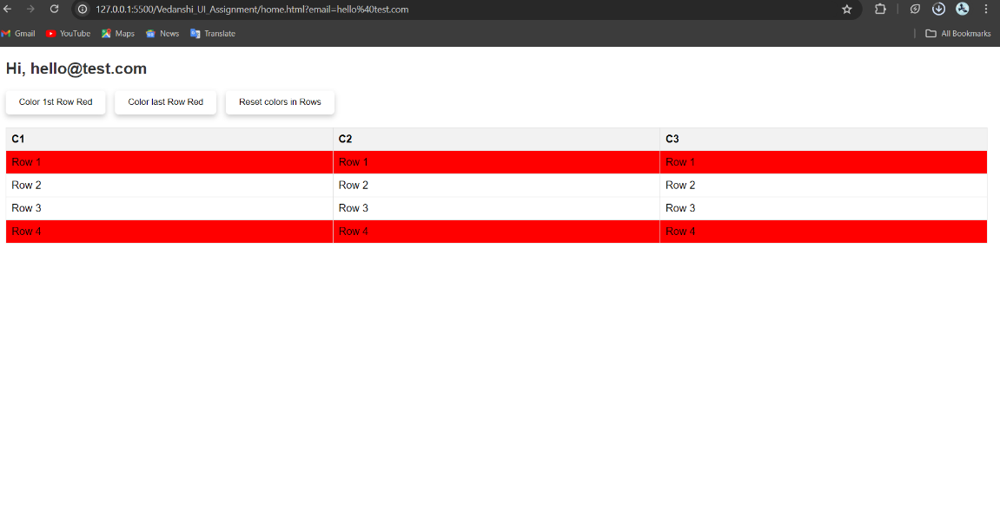 127.0.0.1:5500/Vedanshi_UI_Assignment/home.html?email=hello%40test.com
Gmail YouTube Maps News Translate All Bookmarks
Hi, hello@test.com
Color 1st Row Red Color last Row Red Reset colors in Rows
C1 C2 C3
Row 1 Row 1 Row 1
Row 2 Row 2 Row 2
Row 3 Row 3 Row 3
Row 4 Row 4 Row 4